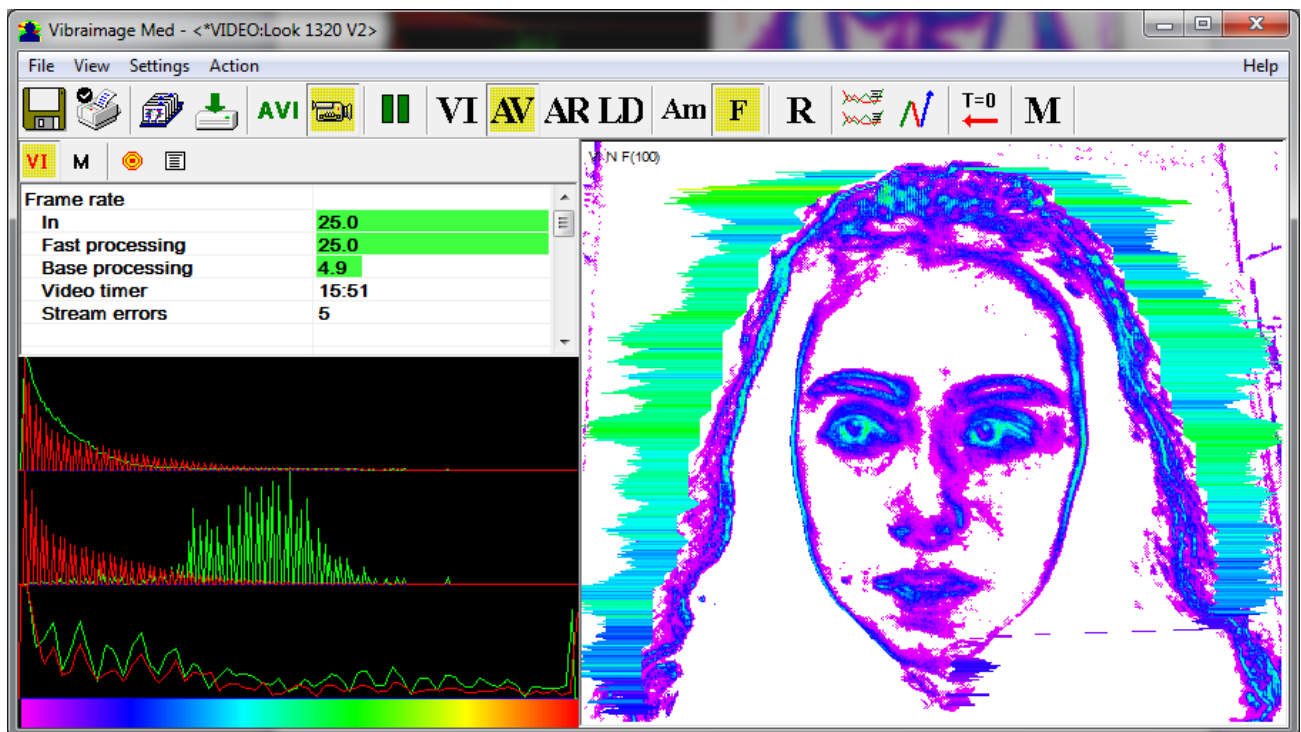 Vibraimage Med - <*VIDEO:Look 1320 V2>
File View Settings Action Help
AVI VI AV AR LD Am F R T=0 M
VI M
Frame rate
In 25.0
Fast processing 25.0
Base processing 4.9
Video timer 15:51
Stream errors 5
N F(100)